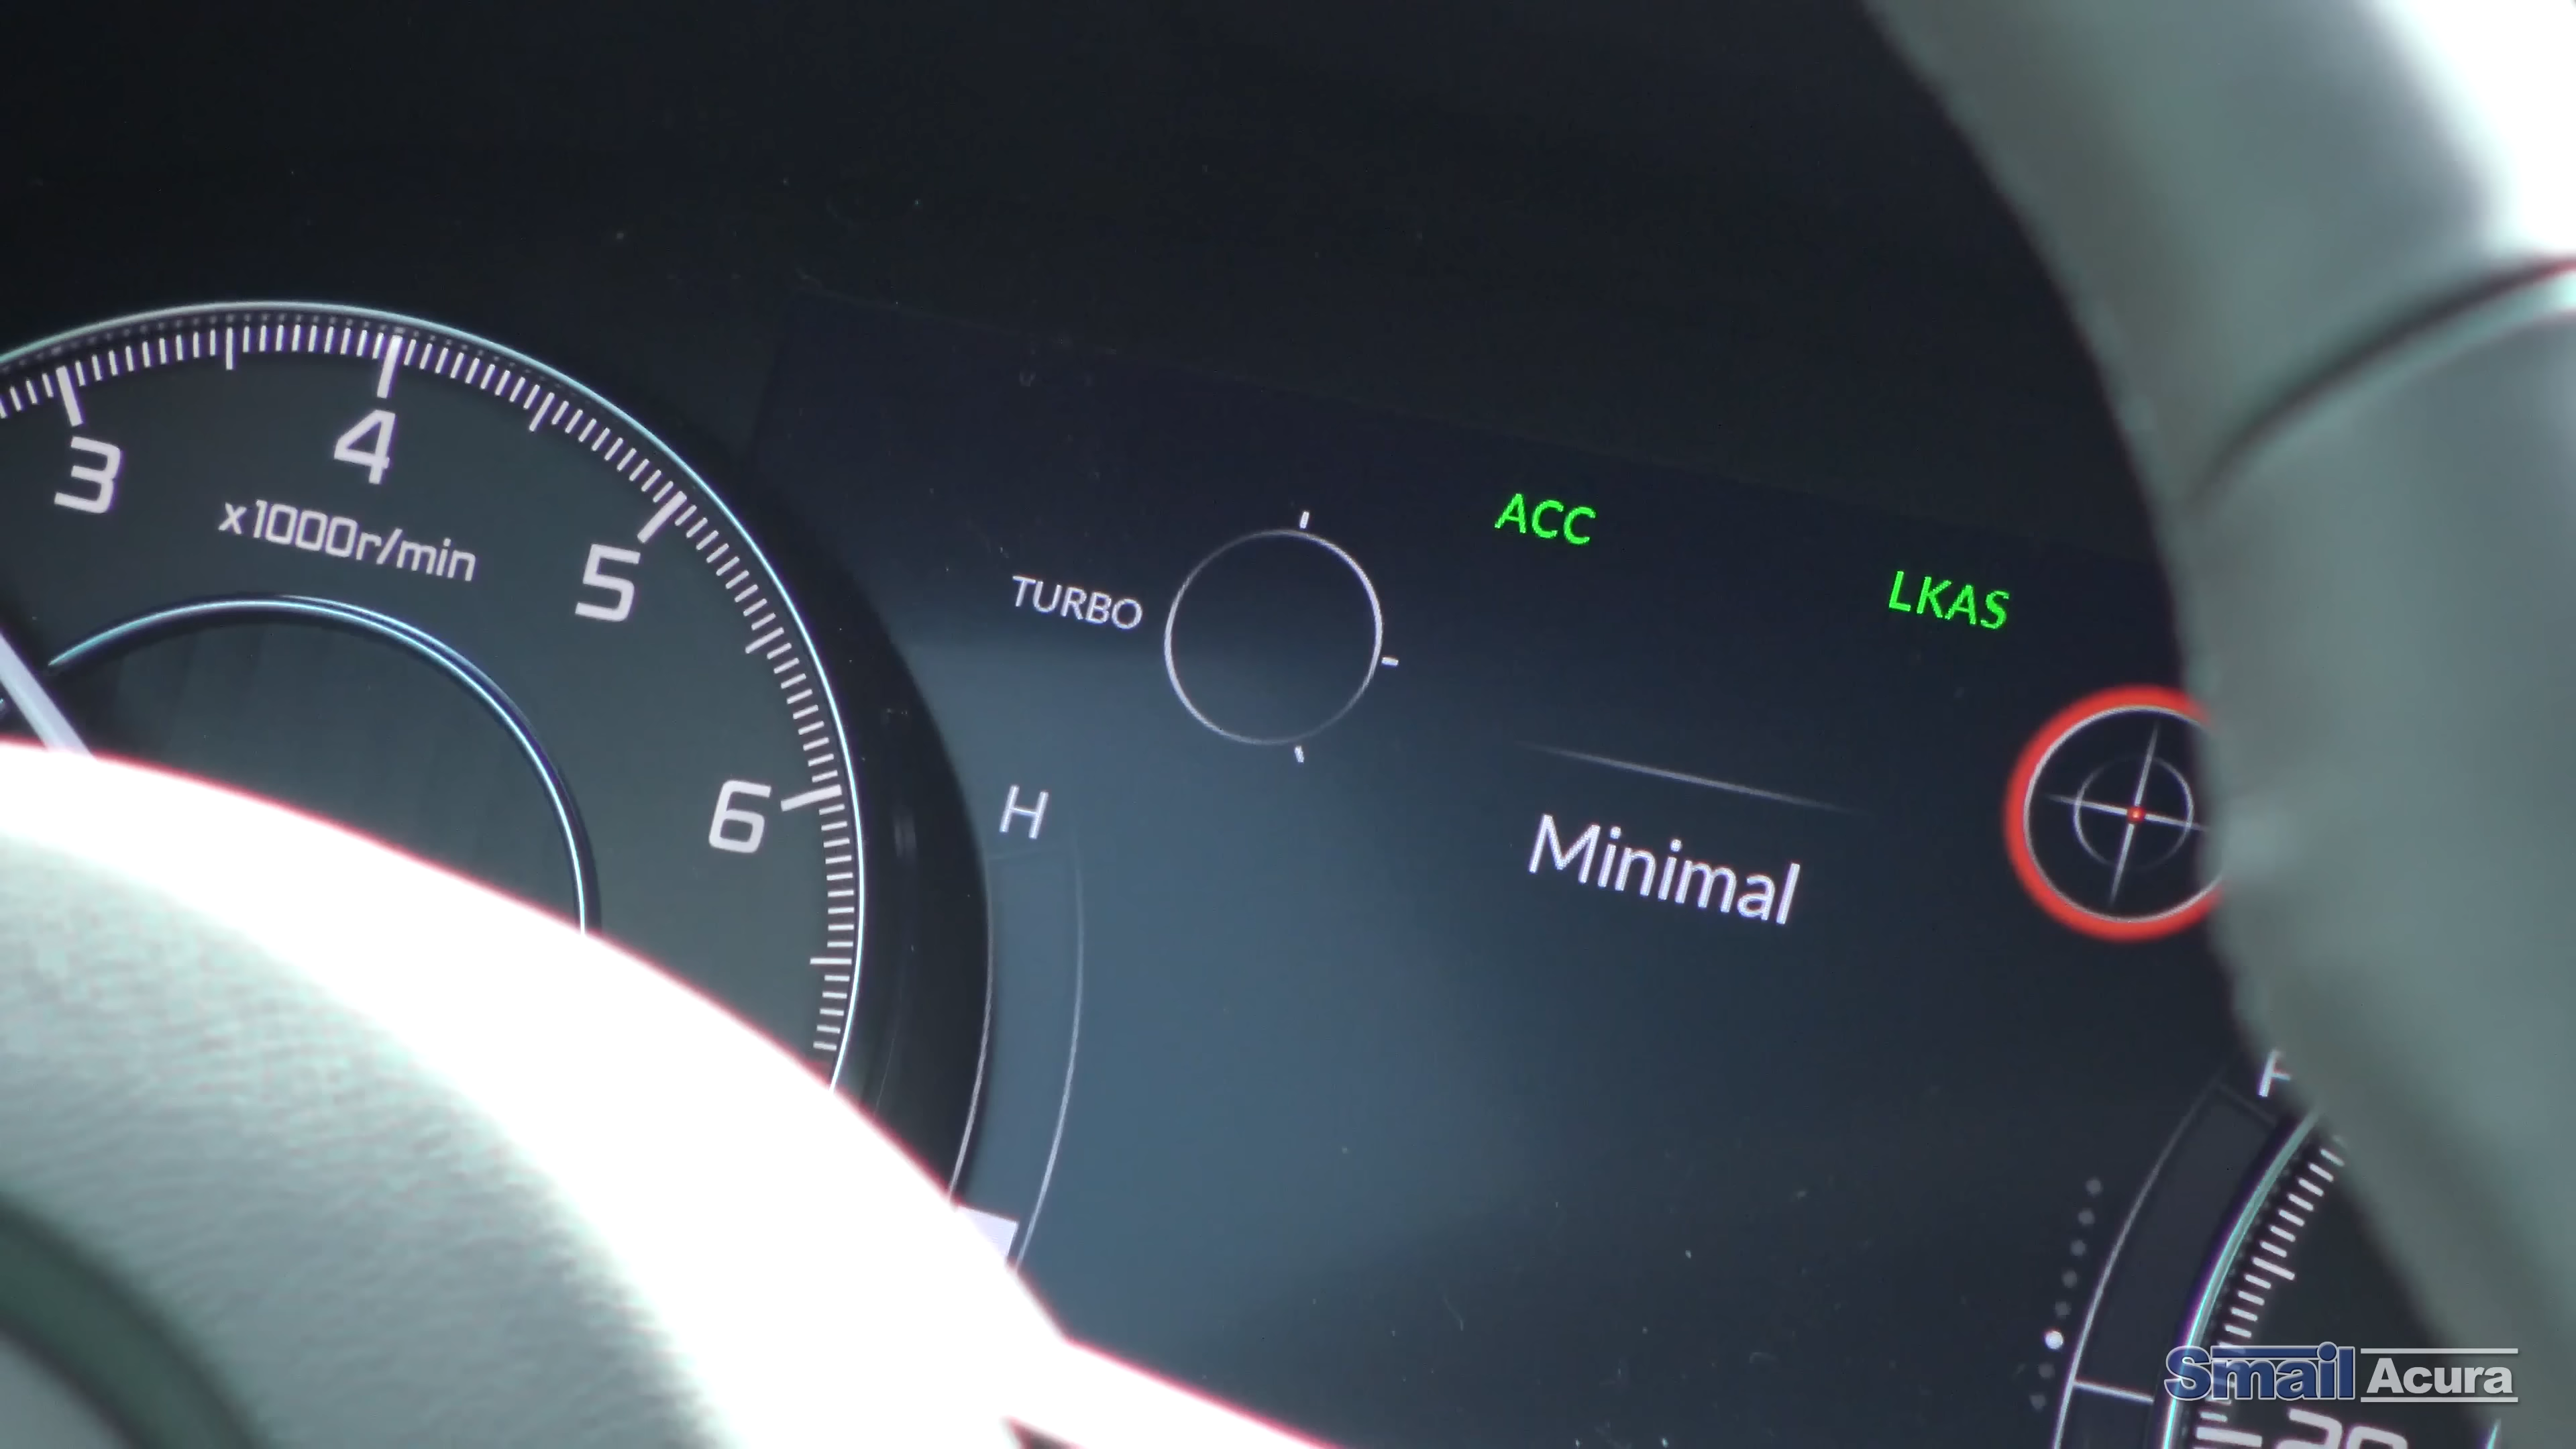 3
4
x1000r/min
5
6
TURBO
ACC
LKAS
H
Minimal
Smail Acura